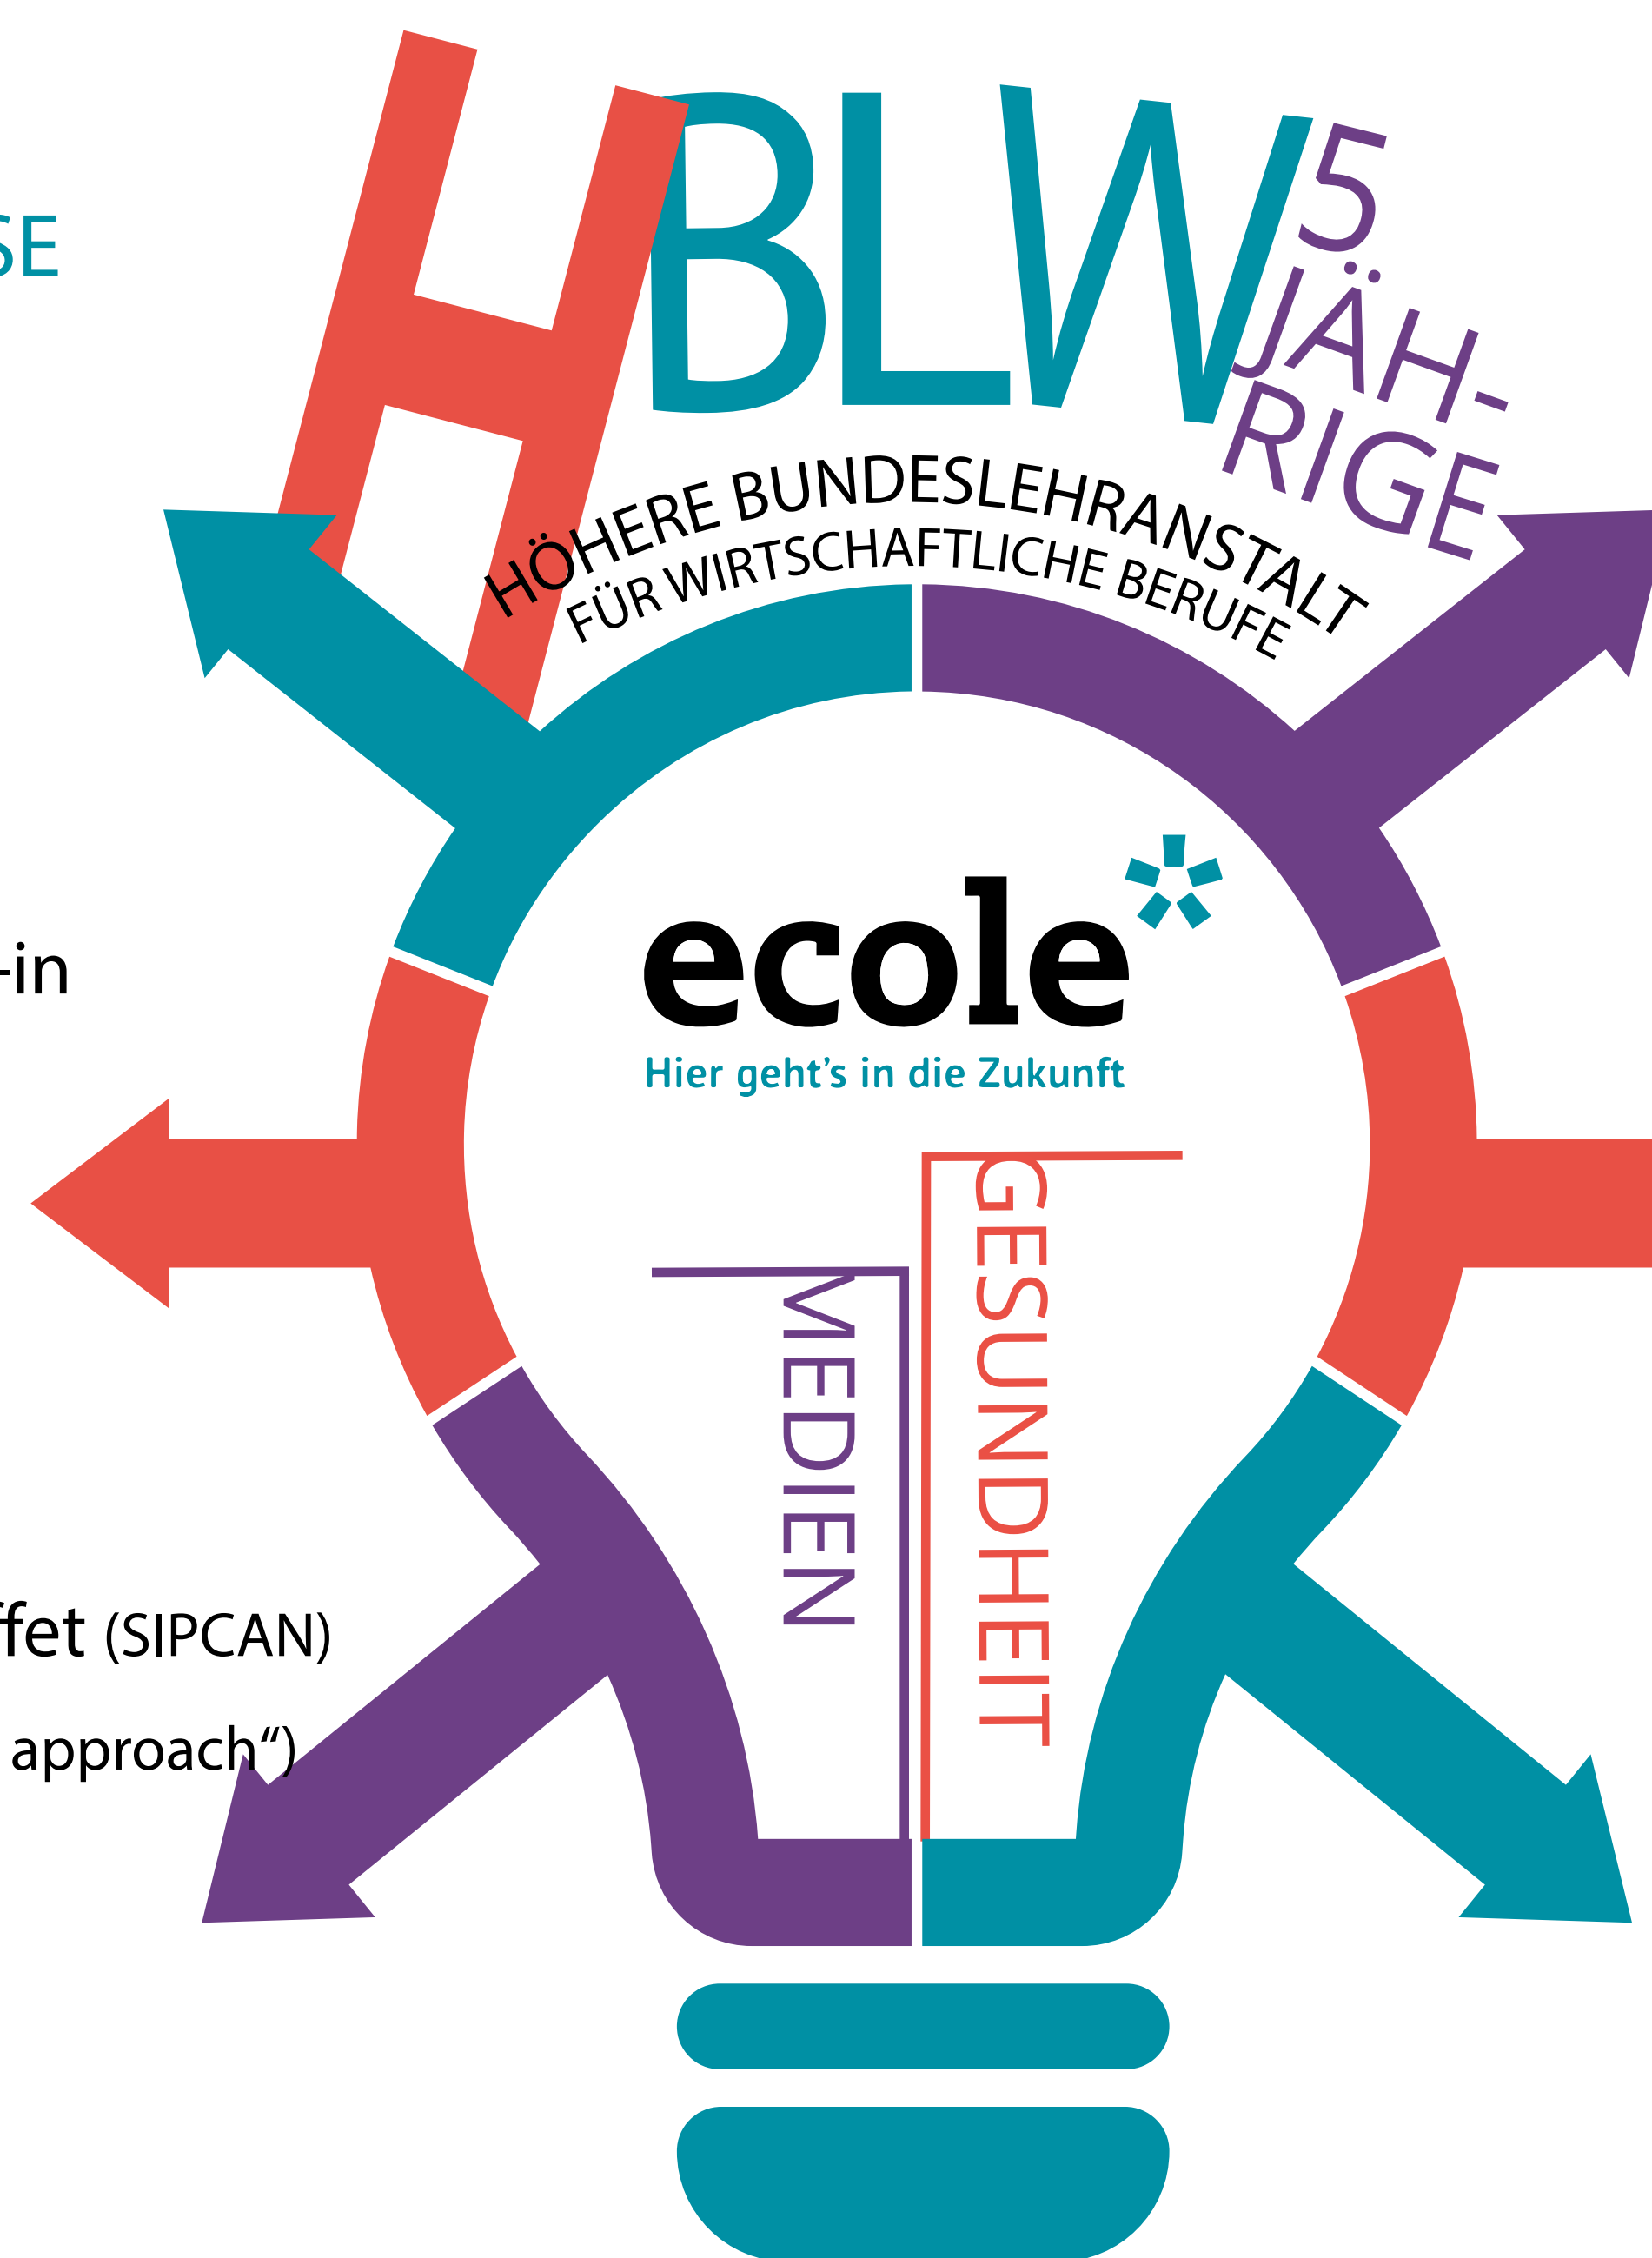 HBLW
5
JÄH-
RIGE
SE
HÖHERE BUNDESLEHRANSTALT
FÜR WIRTSCHAFTLICHE BERUFE
ecole
Hier geht's in die Zukunft
-in
GESUNDHEIT
MEDIEN
ffet (SIPCAN)
approach“)